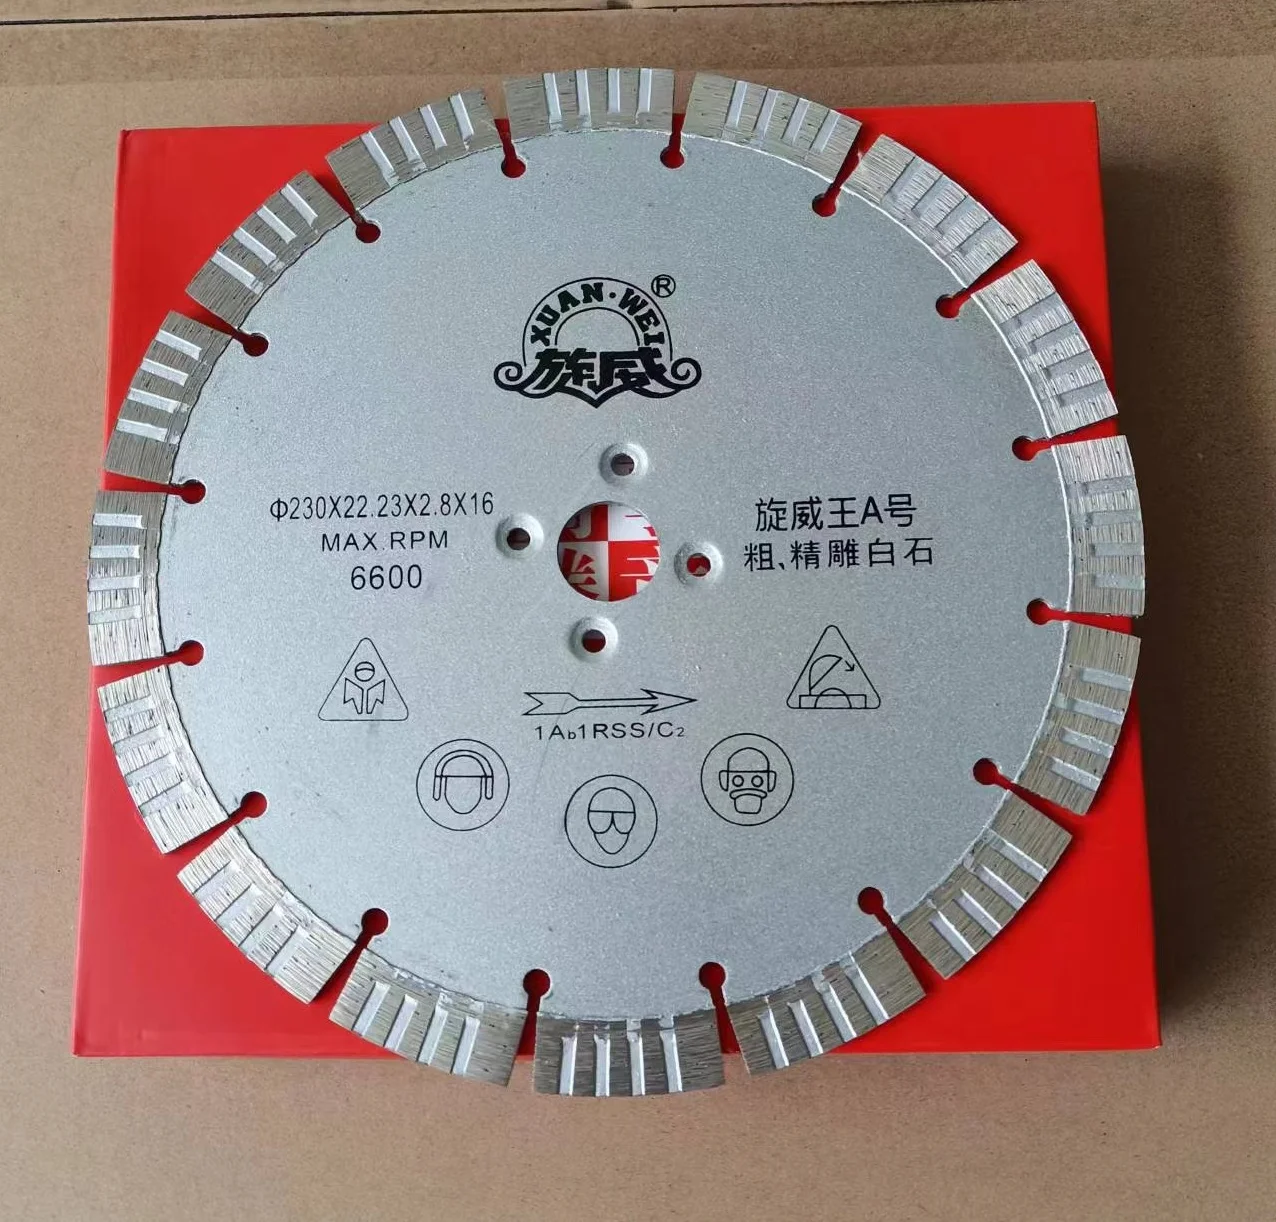 XUAN·WEI®
旋威
Φ230X22.23X2.8X16
MAX.RPM
6600
旋威王A号
粗、精雕白石
1Ab1RSS/C2